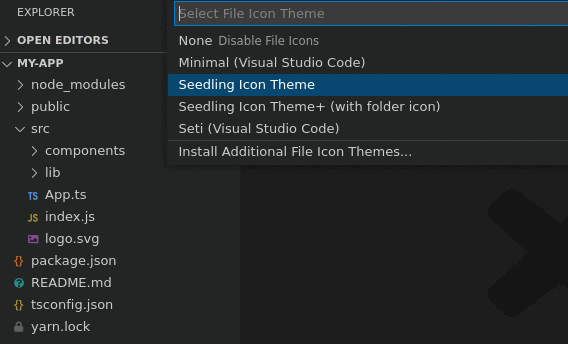 EXPLORER
OPEN EDITORS
MY-APP
node_modules
public
src
components
lib
TS App.ts
JS index.js
logo.svg
{} package.json
README.md
{} tsconfig.json
yarn.lock
Select File Icon Theme
None Disable File Icons
Minimal (Visual Studio Code)
Seedling Icon Theme
Seedling Icon Theme+ (with folder icon)
Seti (Visual Studio Code)
Install Additional File Icon Themes...